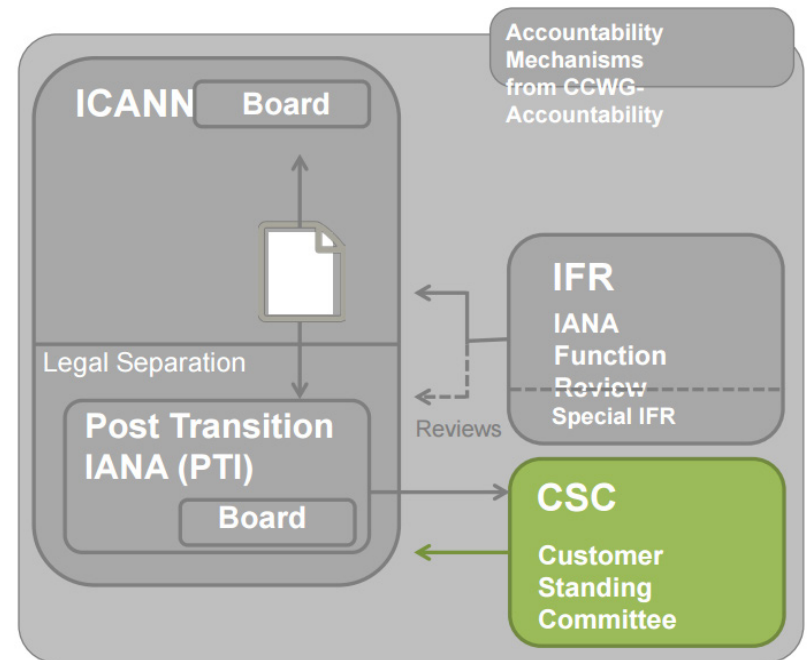 Accountability
Mechanisms
from CCWG-
Accountability
ICANN
Board
Legal Separation
Post Transition
IANA (PTI)
Board
Reviews
IFR
IANA
Function
Review
Special IFR
CSC
Customer
Standing
Committee